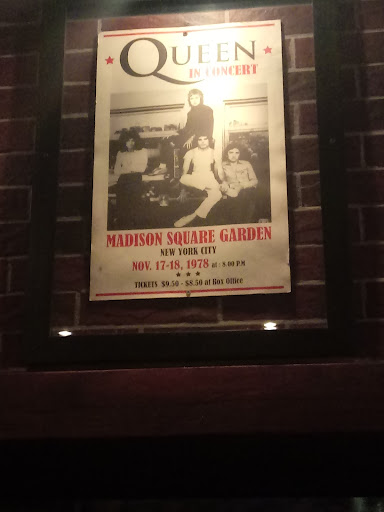 QUEEN
IN CONCERT
MADISON SQUARE GARDEN
NEW YORK CITY
NOV. 17-18, 1978 at : 8:00 P.M
TICKETS $9.50 - $8.50 at Box Office